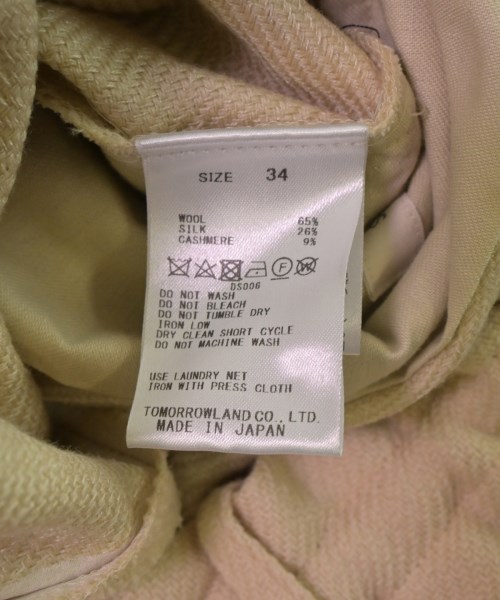 SIZE 34
WOOL 65%
SILK 26%
CASHMERE 9%
DS006
DO NOT WASH
DO NOT BLEACH
DO NOT TUMBLE DRY
IRON LOW
DRY CLEAN SHORT CYCLE
DO NOT MACHINE WASH
USE LAUNDRY NET
IRON WITH PRESS CLOTH
TOMORROWLAND CO., LTD.
MADE IN JAPAN